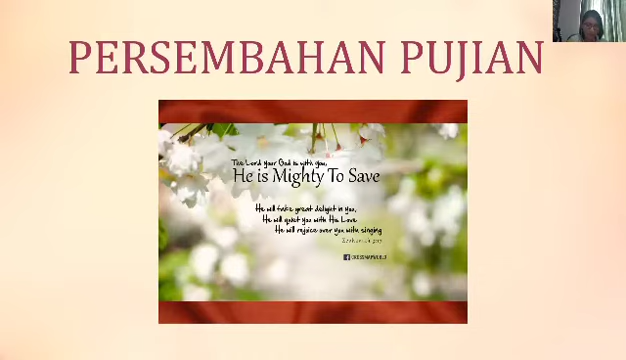 PERSEMBAHAN PUJIAN
The Lord your God is with you,
He is Mighty To Save
He will take great delight in you,
He will quiet you with His Love
He will rejoice over you with singing